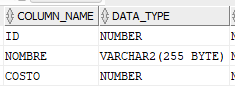 COLUMN_NAME DATA_TYPE
ID NUMBER
NOMBRE VARCHAR2(255 BYTE)
COSTO NUMBER